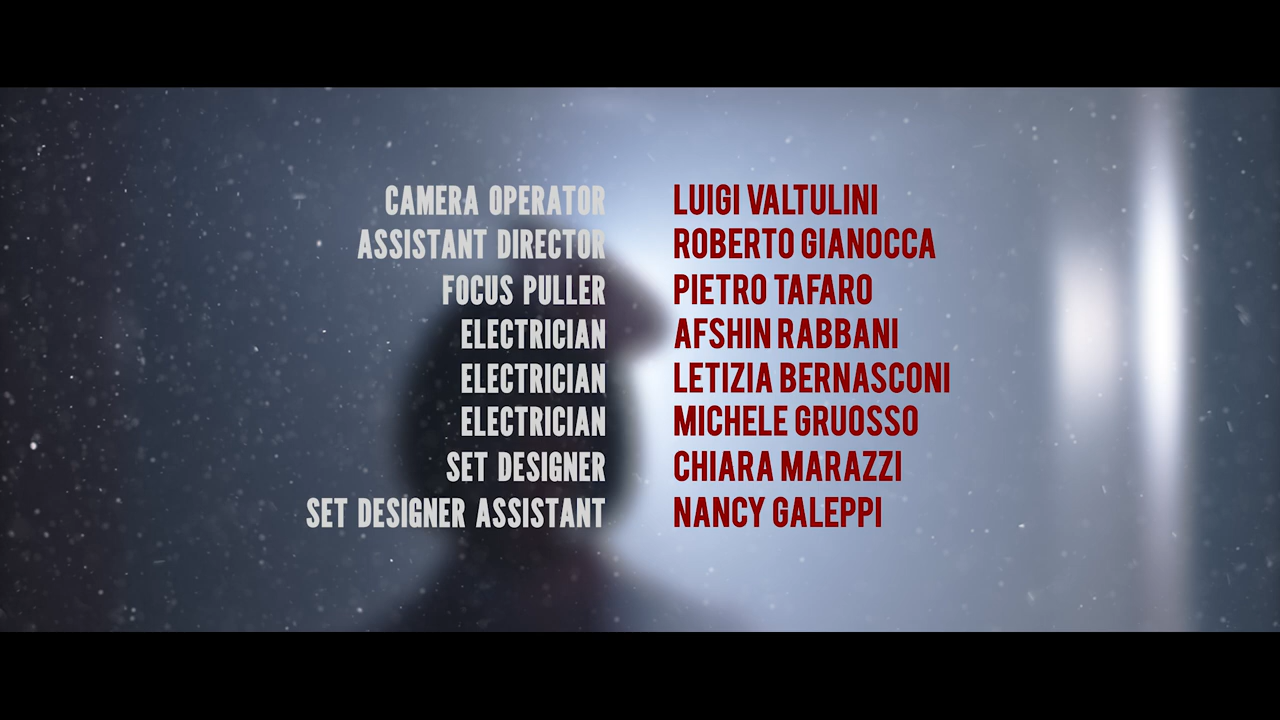 CAMERA OPERATOR LUIGI VALTULINI
ASSISTANT DIRECTOR ROBERTO GIANOCCA
FOCUS PULLER PIETRO TAFARO
ELECTRICIAN AFSHIN RABBANI
ELECTRICIAN LETIZIA BERNASCONI
ELECTRICIAN MICHELE GRUOSSO
SET DESIGNER CHIARA MARAZZI
SET DESIGNER ASSISTANT NANCY GALEPPI